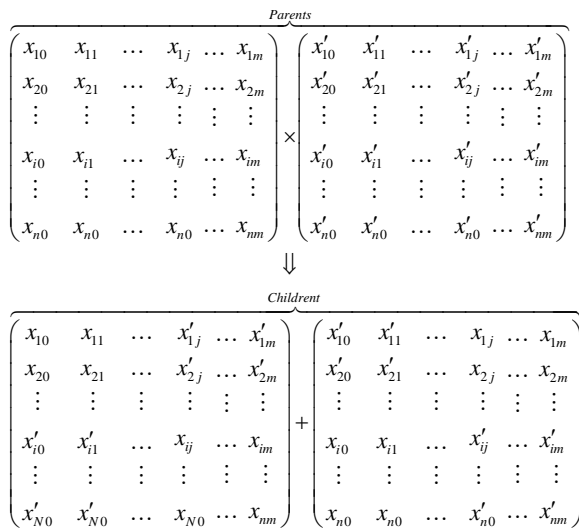 Parents
x10 x11 … x1j … x1m x′10 x′11 … x′1j … x′1m
x20 x21 … x2j … x2m x′20 x′21 … x′2j … x′2m
⋮ ⋮ ⋮ ⋮ ⋮ ⋮ × ⋮ ⋮ ⋮ ⋮ ⋮ ⋮
xi0 xi1 … xij … xim x′i0 x′i1 … x′ij … x′im
⋮ ⋮ ⋮ ⋮ ⋮ ⋮ ⋮ ⋮ ⋮ ⋮ ⋮ ⋮
xn0 xn0 … xn0 … xnm x′n0 x′n0 … x′n0 … x′nm
⇓
Childrent
x10 x11 … x′1j … x′1m x′10 x′11 … x1j … x1m
x20 x21 … x′2j … x′2m x′20 x′21 … x2j … x2m
⋮ ⋮ ⋮ ⋮ ⋮ ⋮ + ⋮ ⋮ ⋮ ⋮ ⋮ ⋮
x′i0 x′i1 … xij … xim xi0 xi1 … x′ij … x′im
⋮ ⋮ ⋮ ⋮ ⋮ ⋮ ⋮ ⋮ ⋮ ⋮ ⋮ ⋮
x′N0 x′N0 … xN0 … xnm xn0 xn0 … x′n0 … x′nm